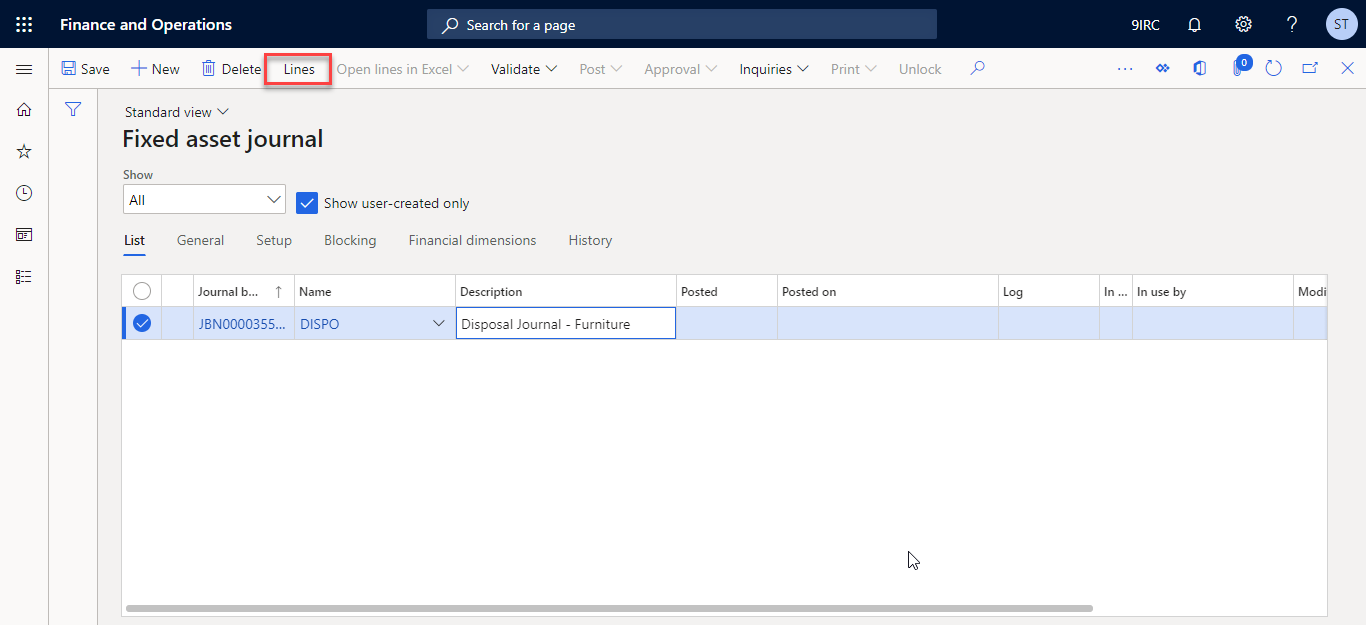 Finance and Operations Search for a page 9IRC ? ST
Save New Delete Lines Open lines in Excel Validate Post Approval Inquiries Print Unlock ... 0
Standard view
Fixed asset journal
Show
All Show user-created only
List General Setup Blocking Financial dimensions History
Journal b... ↑ Name Description Posted Posted on Log In ... In use by Modi
JBN0000355... DISPO Disposal Journal - Furniture